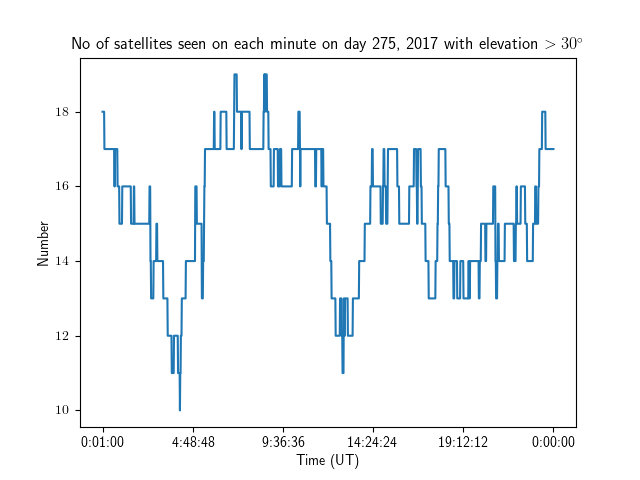 No of satellites seen on each minute on day 275, 2017 with elevation > 30°
18
16
14
12
10
Number
0:01:00 4:48:48 9:36:36 14:24:24 19:12:12 0:00:00
Time (UT)